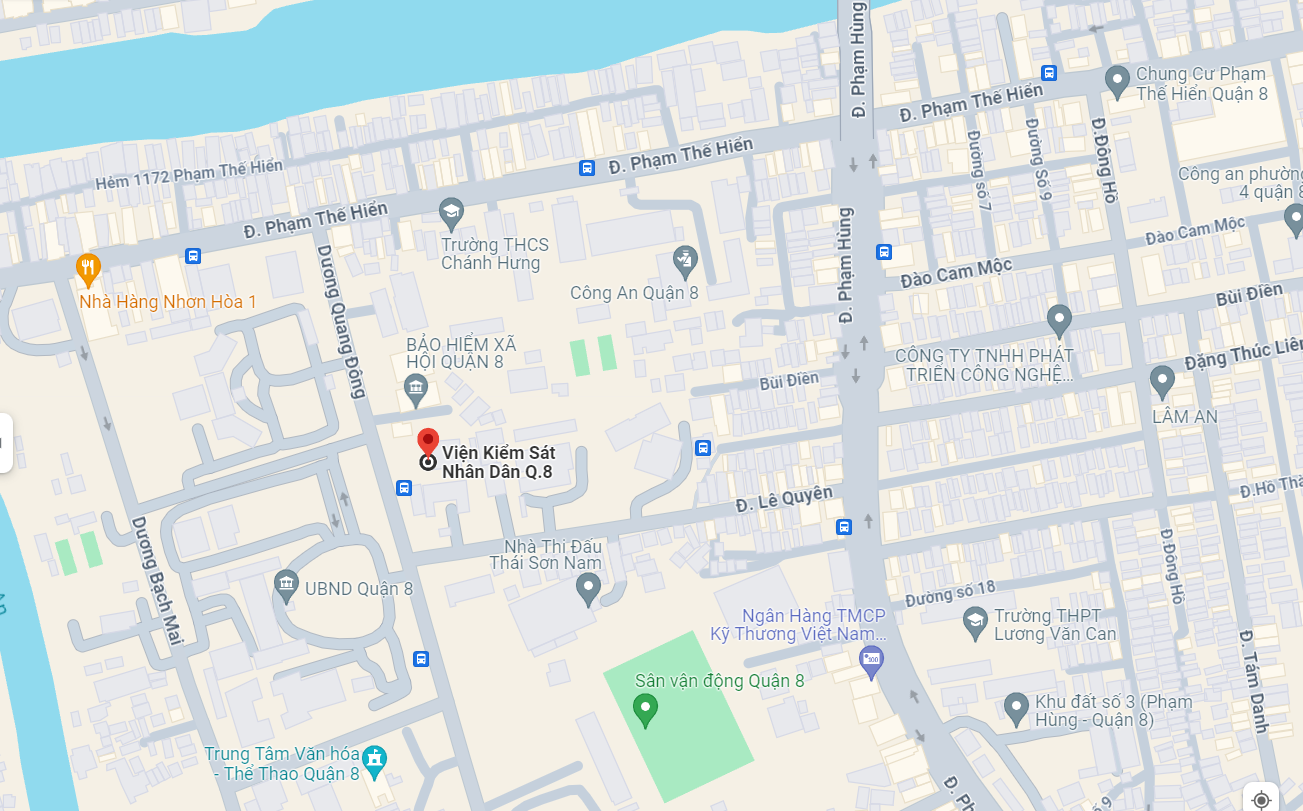 Đ. Phạm Hùng
Chung Cư Phạm
Thế Hiển Quận 8
Đ. Phạm Thế Hiển
Đường số 7
Đường Số 9
Đ.Đông Hồ
Hẻm 1172 Phạm Thế Hiển
Đ. Phạm Thế Hiển
Công an phường
4 quận 8
Đ. Phạm Thế Hiển
Trường THCS
Chánh Hưng
Đ. Phạm Hùng
Đào Cam Mộc
Đào Cam Mộc
Công An Quận 8
Nhà Hàng Nhơn Hòa 1
Dương Quang Đông
Bùi Điền
BẢO HIỂM XÃ
HỘI QUẬN 8
CÔNG TY TNHH PHÁT
TRIỂN CÔNG NGHỆ...
Đặng Thúc Liên
Bùi Điền
LÂM AN
Viện Kiểm Sát
Nhân Dân Q.8
Đ. Lê Quyên
Đ.Hồ Thà
Dương Bạch Mai
Nhà Thi Đấu
Thái Sơn Nam
Đ.Đông Hồ
UBND Quận 8
Đường số 18
Ngân Hàng TMCP
Kỹ Thương Việt Nam...
100
Trường THPT
Lương Văn Can
Đ. Tám Danh
Sân vận động Quận 8
Khu đất số 3 (Phạm
Hùng - Quận 8)
Trung Tâm Văn hóa
- Thể Thao Quận 8
Đ. Ph